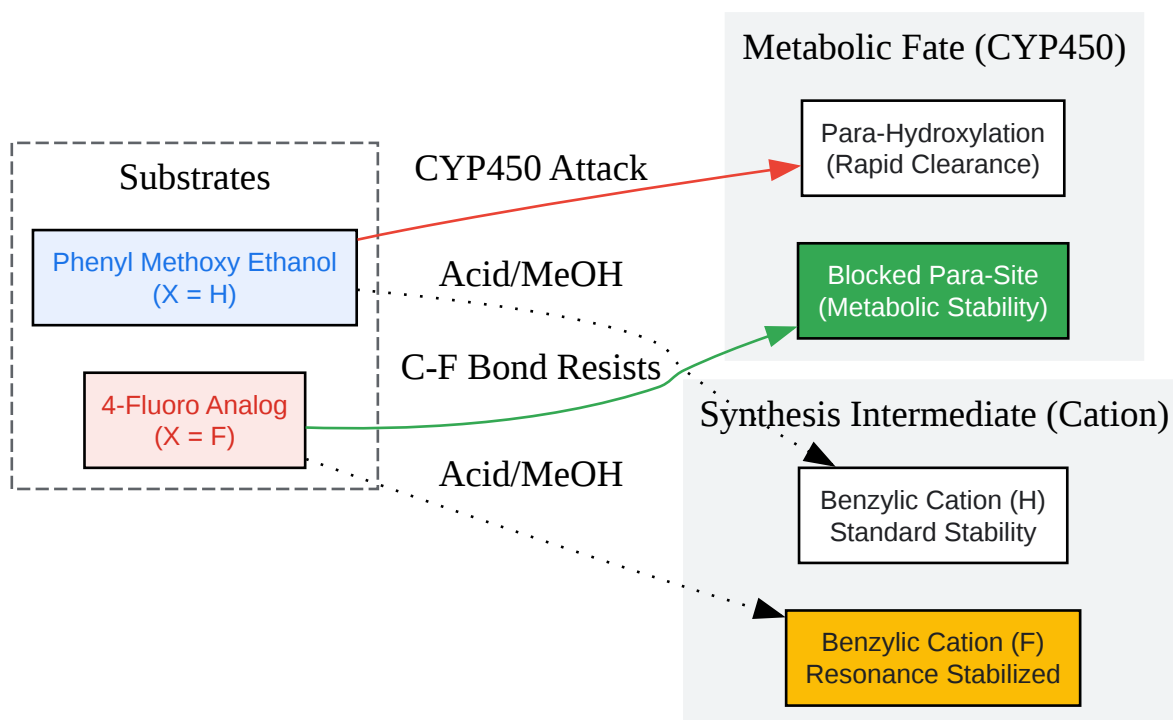 Metabolic Fate (CYP450)
Para-Hydroxylation
(Rapid Clearance)
Blocked Para-Site
(Metabolic Stability)
Substrates
Phenyl Methoxy Ethanol
(X = H)
4-Fluoro Analog
(X = F)
CYP450 Attack
Acid/MeOH
C-F Bond Resists
Acid/MeOH
Synthesis Intermediate (Cation)
Benzylic Cation (H)
Standard Stability
Benzylic Cation (F)
Resonance Stabilized